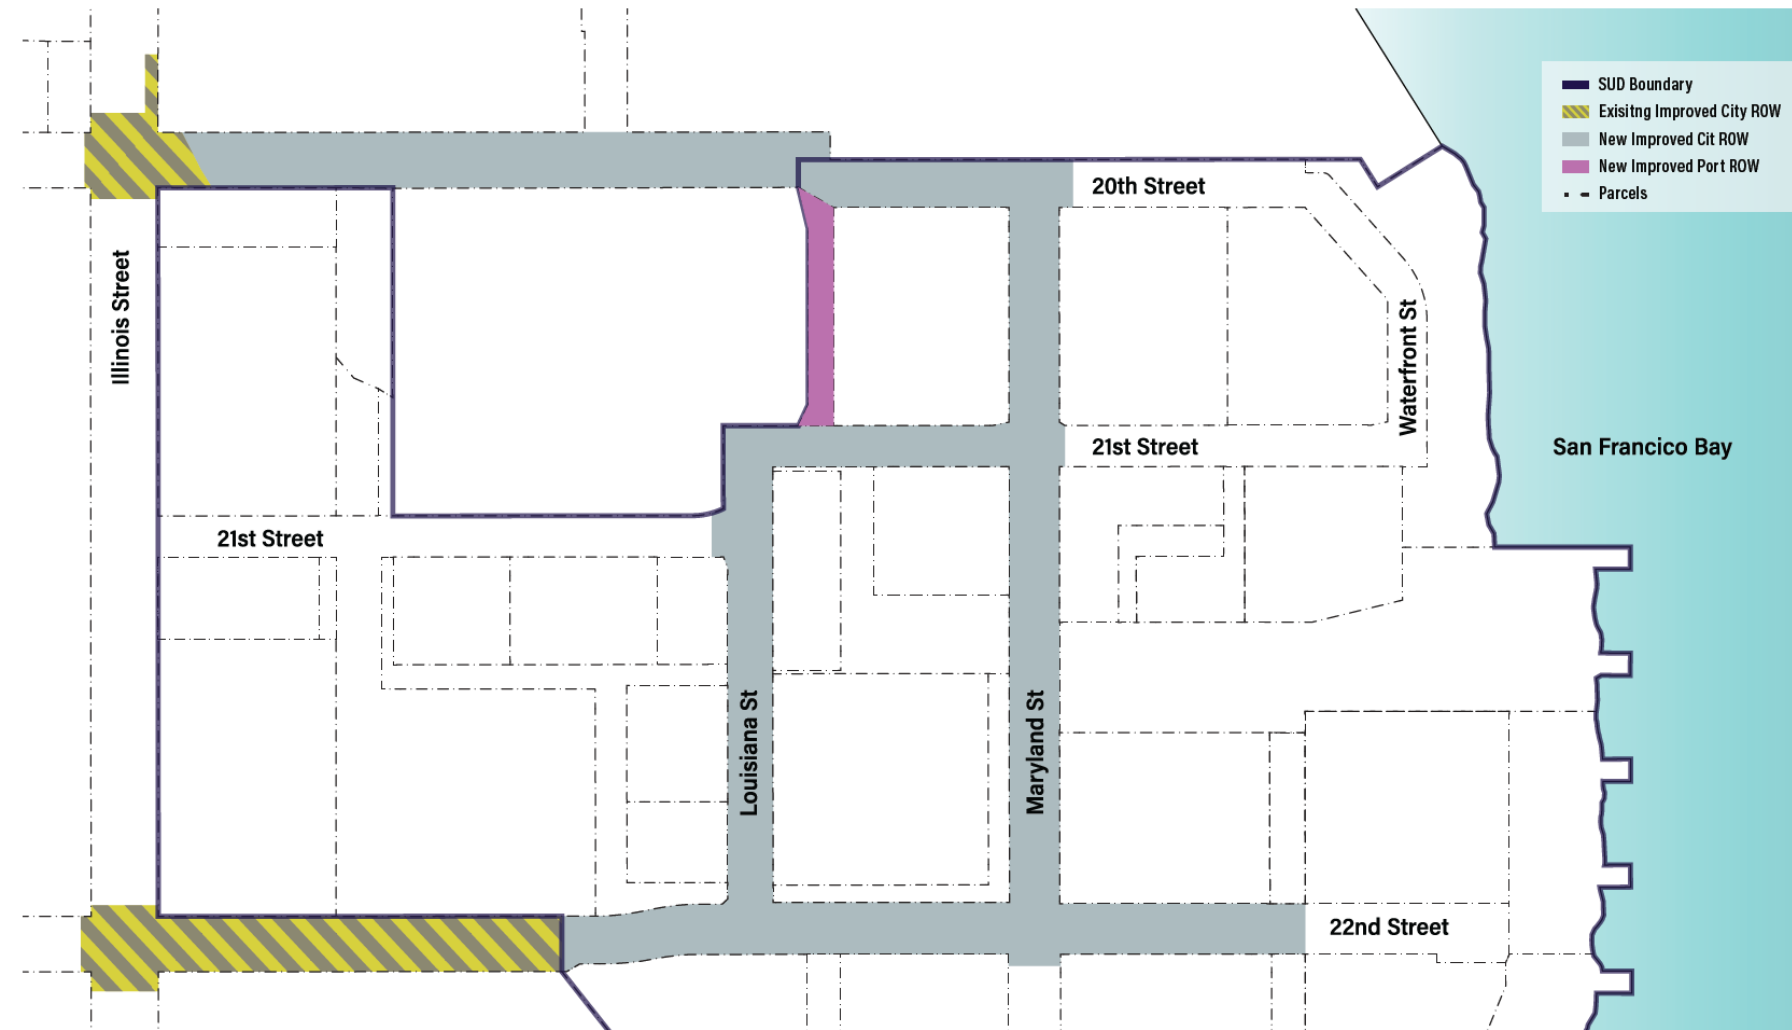 SUD Boundary
Exisitng Improved City ROW
New Improved Cit ROW
New Improved Port ROW
Parcels
20th Street
Illinois Street
Waterfront St
21st Street
San Francico Bay
21st Street
Louisiana St
Maryland St
22nd Street